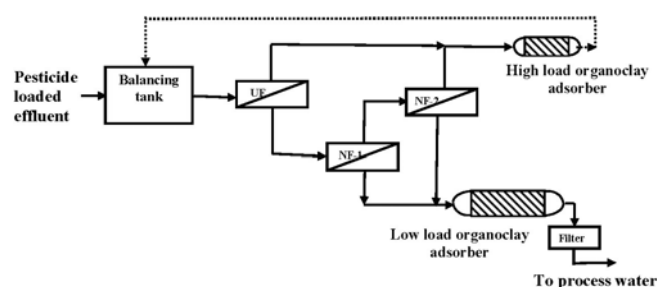 Pesticide
loaded
effluent
Balancing
tank
UF
NF-1
NF-2
High load organoclay
adsorber
Low load organoclay
adsorber
Filter
To process water